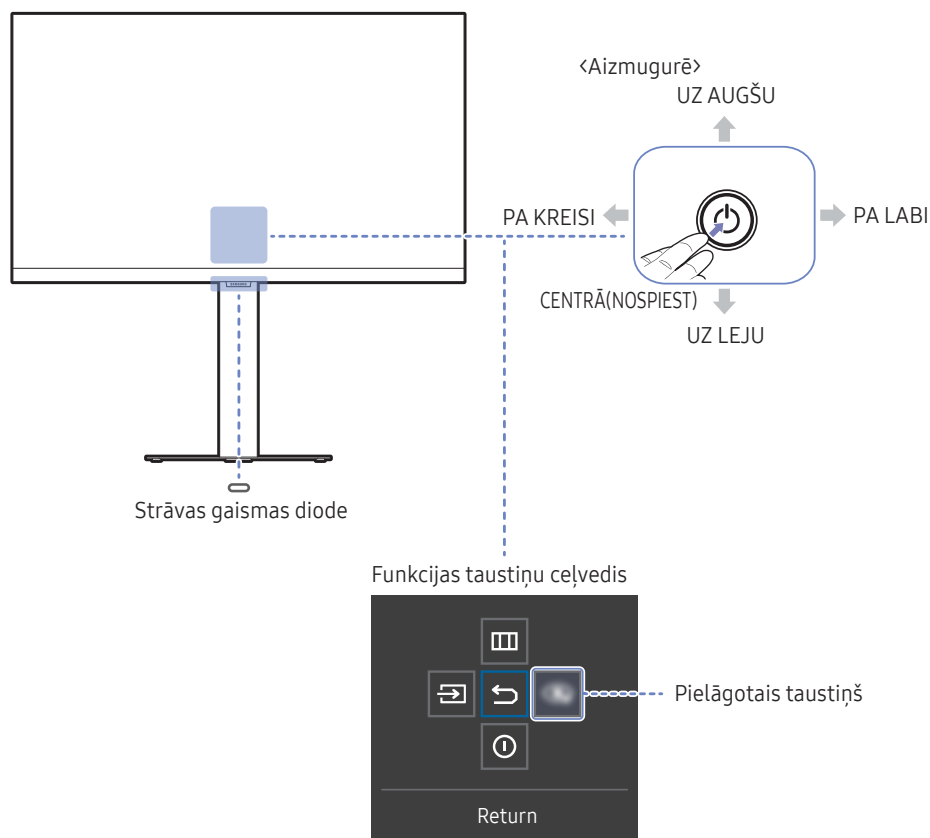 <Aizmugurē>
UZ AUGŠU
PA KREISI
PA LABI
CENTRĀ(NOSPIEST)
UZ LEJU
Strāvas gaismas diode
Funkcijas taustiņu ceļvedis
Pielāgotais taustiņš
Return